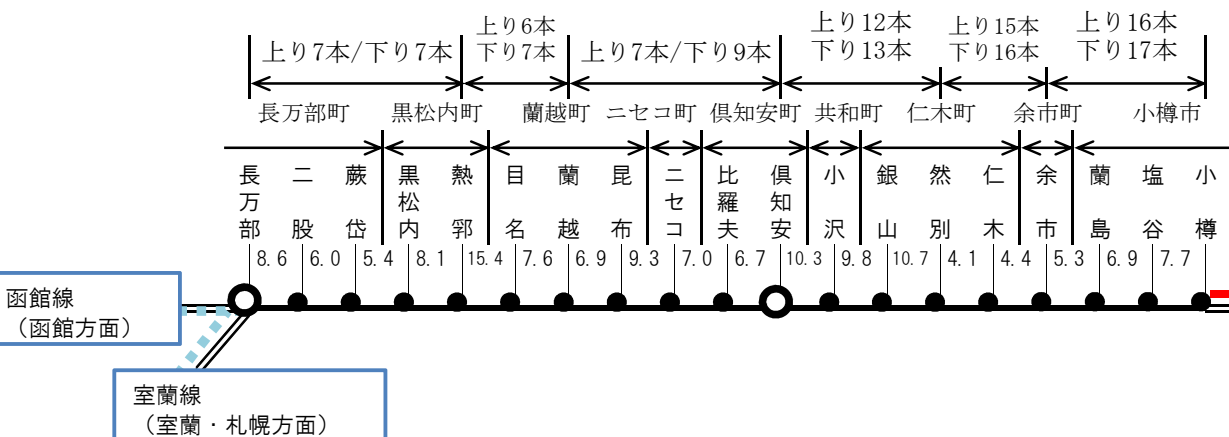 上り6本
下り7本
上り12本
下り13本
上り15本
下り16本
上り16本
下り17本
上り7本/下り7本
上り7本/下り9本
長万部町 黒松内町 蘭越町 ニセコ町 倶知安町 共和町 仁木町 余市町 小樽市
長万部
二股
蕨岱
黒松内
熱郛
目名
蘭越
昆布
ニセコ
比羅夫
倶知安
小沢
銀山
然別
仁木
余市
蘭島
塩谷
小樽
8.6 6.0 5.4 8.1 15.4 7.6 6.9 9.3 7.0 6.7 10.3 9.8 10.7 4.1 4.4 5.3 6.9 7.7
函館線
（函館方面）
室蘭線
（室蘭・札幌方面）